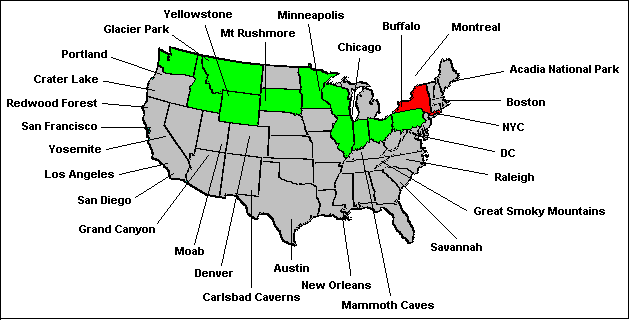 Yellowstone
Minneapolis
Glacier Park
Mt Rushmore
Buffalo
Montreal
Portland
Chicago
Crater Lake
Acadia National Park
Redwood Forest
Boston
San Francisco
NYC
Yosemite
DC
Los Angeles
Raleigh
San Diego
Great Smoky Mountains
Grand Canyon
Savannah
Moab
Denver
Austin
New Orleans
Carlsbad Caverns
Mammoth Caves